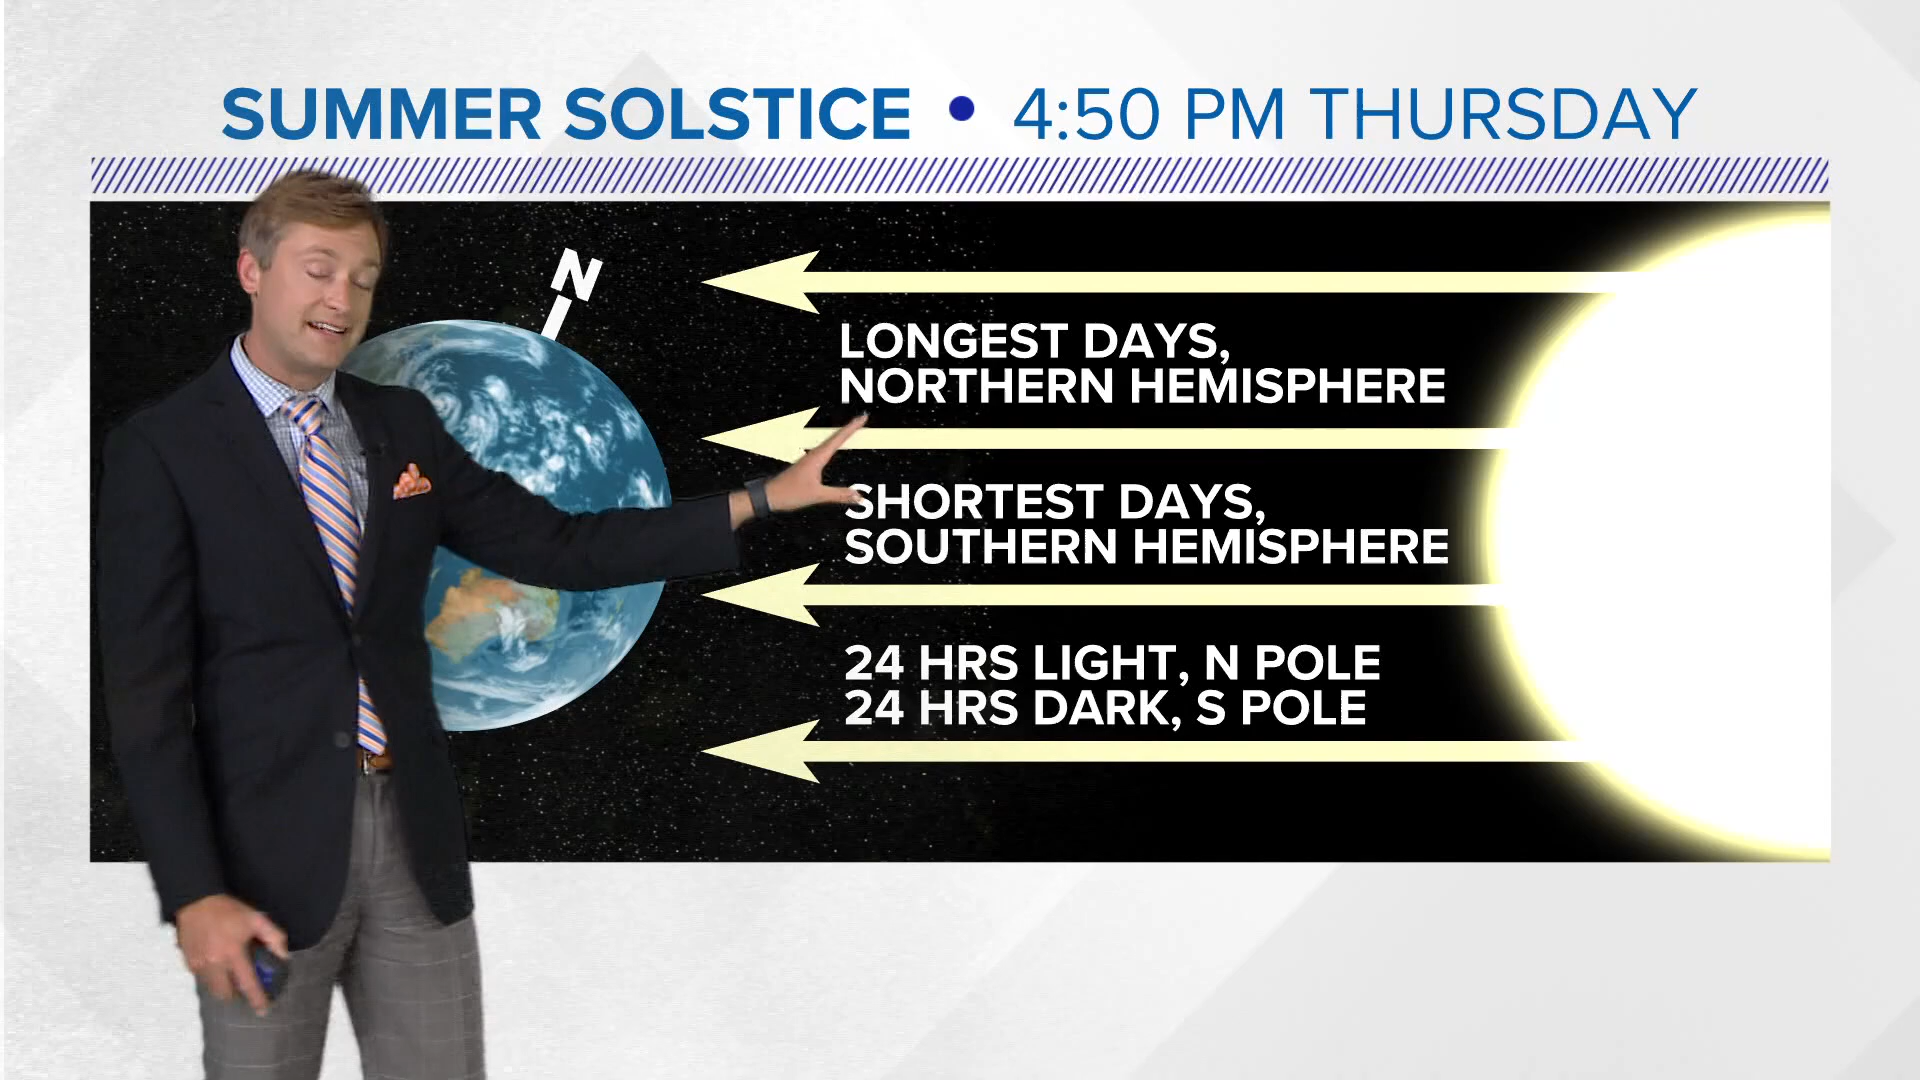 SUMMER SOLSTICE • 4:50 PM THURSDAY
N
LONGEST DAYS,
NORTHERN HEMISPHERE
SHORTEST DAYS,
SOUTHERN HEMISPHERE
24 HRS LIGHT, N POLE
24 HRS DARK, S POLE